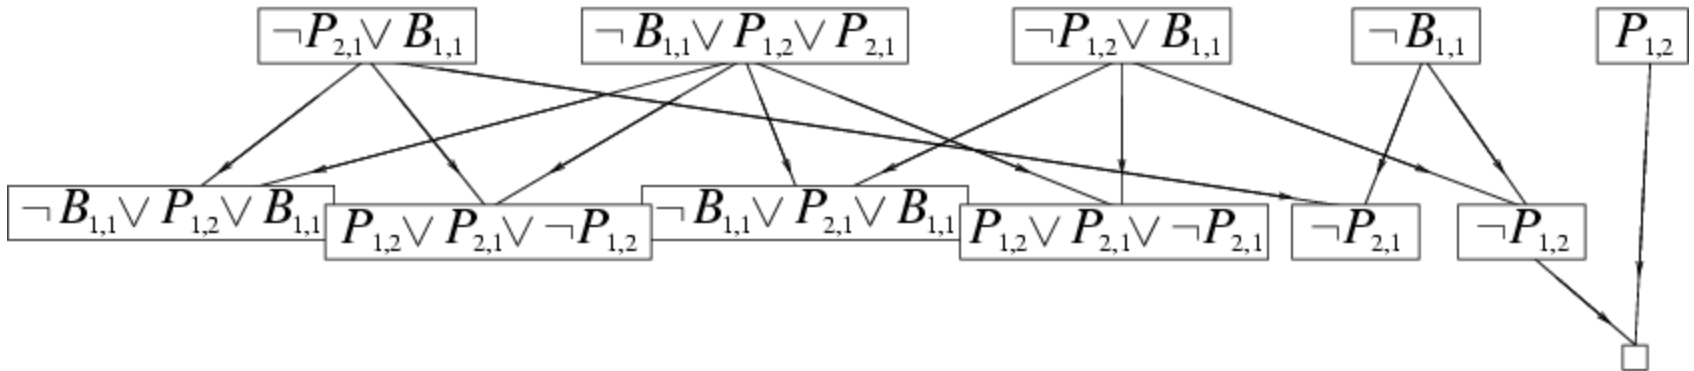 ¬P₂,₁ ∨ B₁,₁ ¬B₁,₁ ∨ P₁,₂ ∨ P₂,₁ ¬P₁,₂ ∨ B₁,₁ ¬B₁,₁ P₁,₂
¬B₁,₁ ∨ P₁,₂ ∨ B₁,₁ P₁,₂ ∨ P₂,₁ ∨ ¬P₁,₂ ¬B₁,₁ ∨ P₂,₁ ∨ B₁,₁ P₁,₂ ∨ P₂,₁ ∨ ¬P₂,₁ ¬P₂,₁ ¬P₁,₂